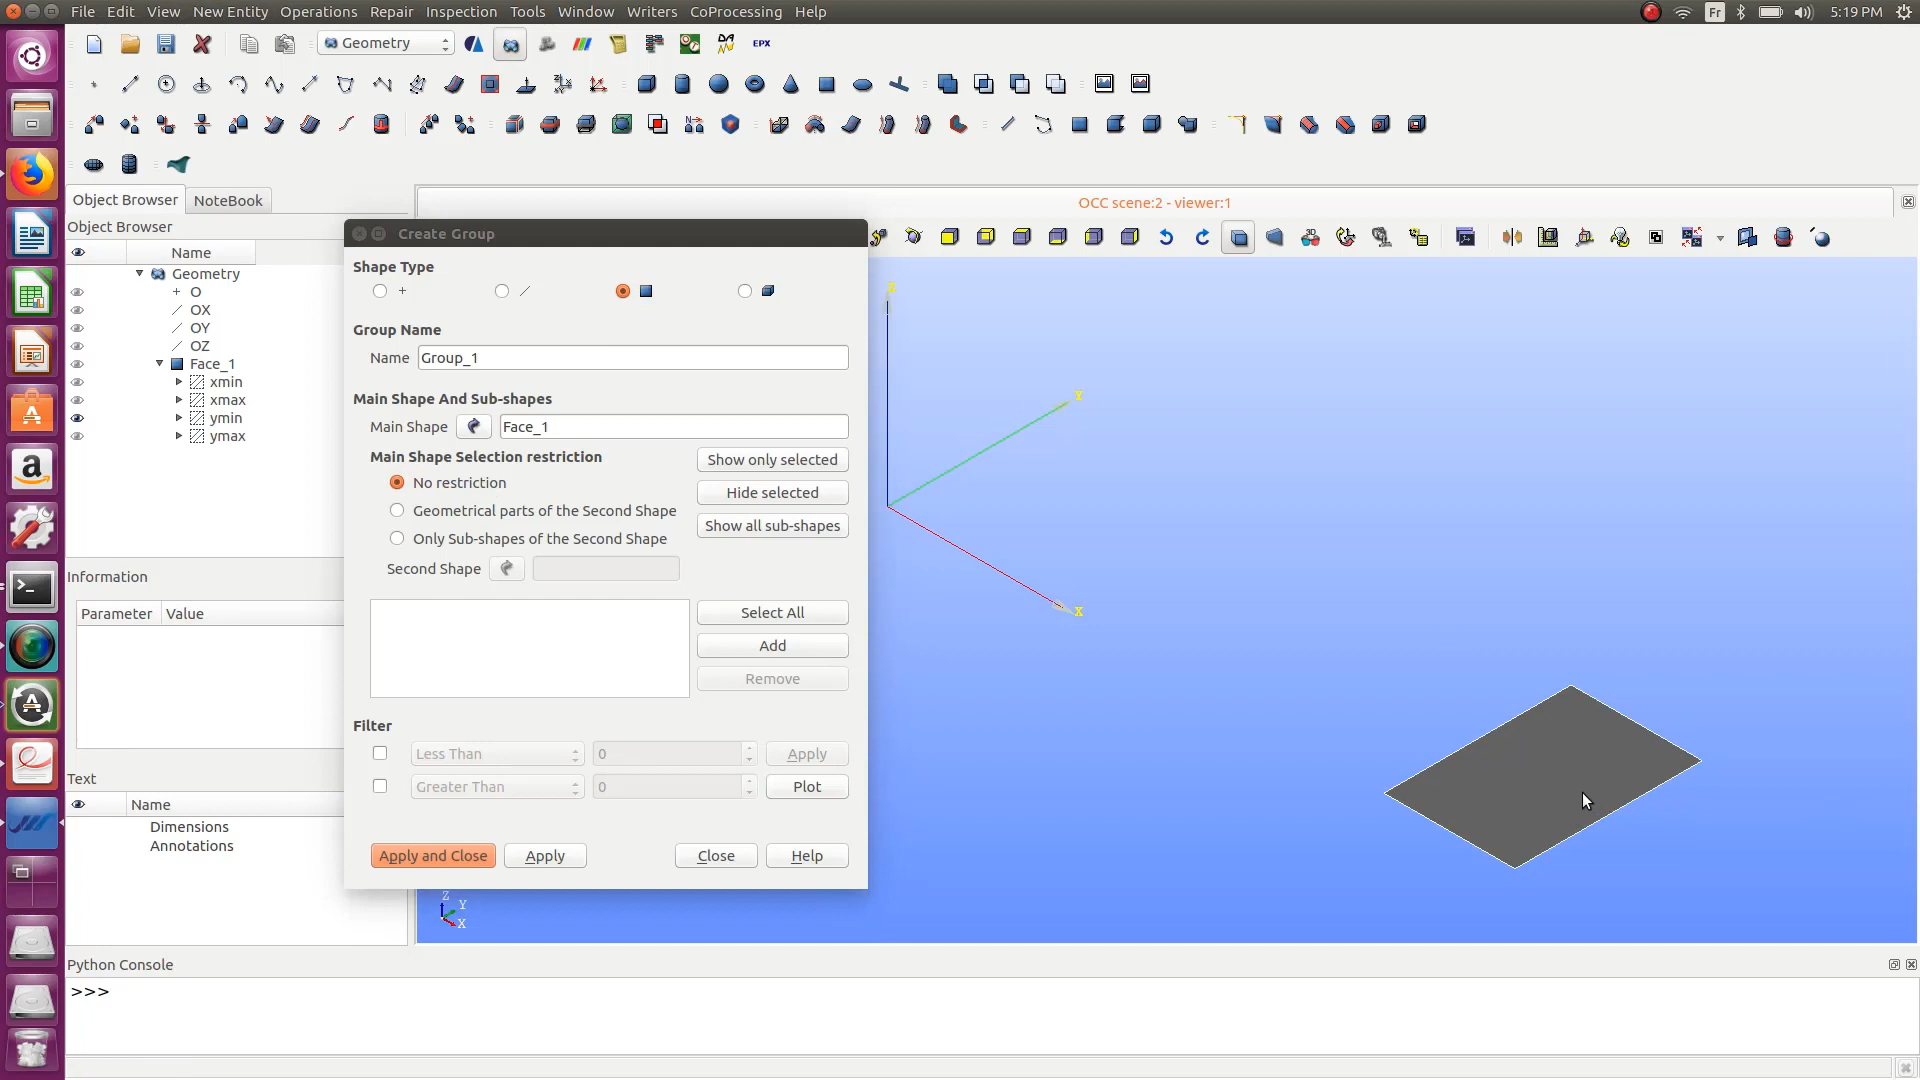 File Edit View New Entity Operations Repair Inspection Tools Window Writers CoProcessing Help
Fr 5:19 PM
Geometry
EPX
Object Browser NoteBook
OCC scene:2 - viewer:1
Object Browser
Name
Geometry
O
OX
OY
OZ
Face_1
xmin
xmax
ymin
ymax
Information
Parameter Value
Text
Name
Dimensions
Annotations
Create Group
Shape Type
Group Name
Name Group_1
Main Shape And Sub-shapes
Main Shape Face_1
Main Shape Selection restriction
Show only selected
No restriction
Hide selected
Geometrical parts of the Second Shape
Show all sub-shapes
Only Sub-shapes of the Second Shape
Second Shape
Select All
Add
Remove
Filter
Less Than 0 Apply
Greater Than 0 Plot
Apply and Close Apply Close Help
Z
Y
X
Z
Y
X
Python Console
>>>